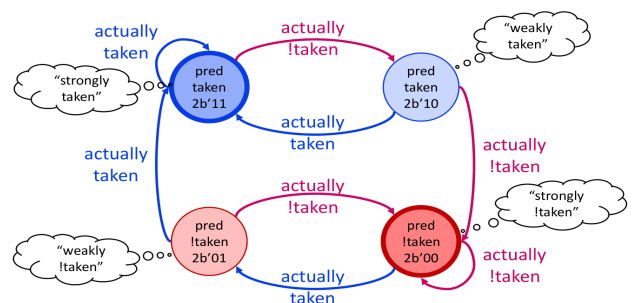 actually
taken
actually
!taken
"weakly
taken"
pred
taken
2b'11
pred
taken
2b'10
"strongly
taken"
actually
taken
actually
taken
actually
!taken
actually
!taken
"strongly
!taken"
pred
!taken
2b'01
pred
!taken
2b'00
"weakly
!taken"
actually
!taken
actually
taken